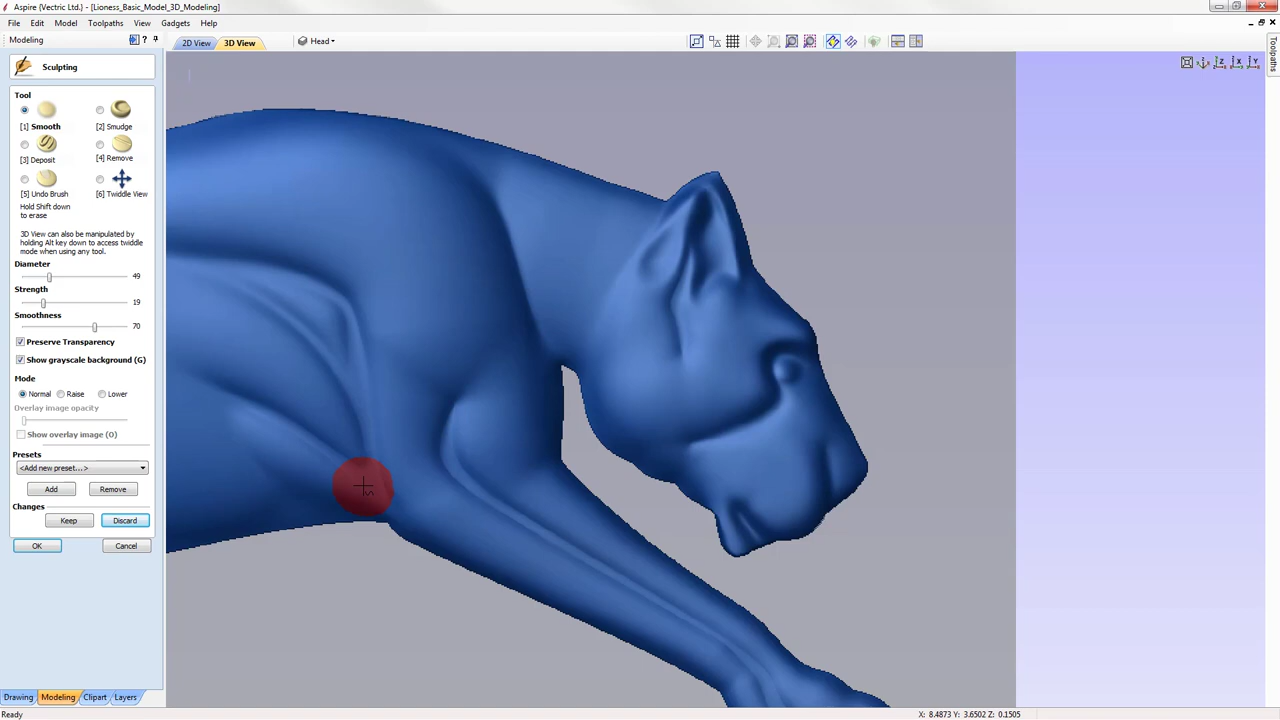 Aspire (Vectric Ltd.) - [Lioness_Basic_Model_3D_Modeling]
File Edit Model Toolpaths View Gadgets Help
Modeling ?
2D View 3D View Head
Toolpaths
Sculpting
Z X Y
Tool
[1] Smooth [2] Smudge
[3] Deposit [4] Remove
[5] Undo Brush [6] Twiddle View
Hold Shift down
to erase
3D View can also be manipulated by
holding Alt key down to access twiddle
mode when using any tool.
Diameter
49
Strength
19
Smoothness
70
Preserve Transparency
Show grayscale background (G)
Mode
Normal Raise Lower
Overlay image opacity
Show overlay image (O)
Presets
<Add new preset...>
Add Remove
Changes
Keep Discard
OK Cancel
Drawing Modeling Clipart Layers
Ready X: 8.4873 Y: 3.6502 Z: 0.1505